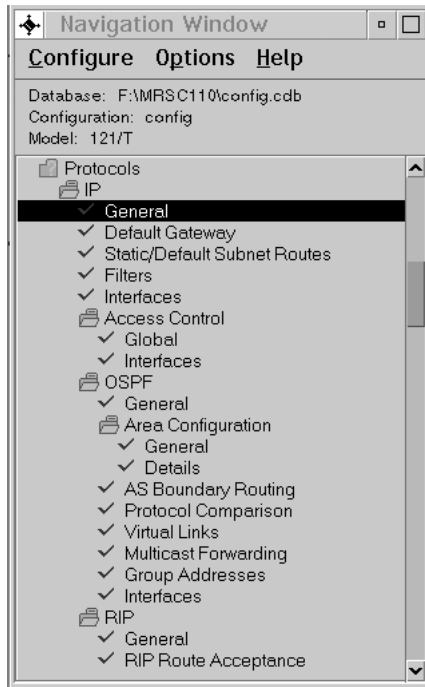 Navigation Window
Configure Options Help
Database: F:\MRSC110\config.cdb
Configuration: config
Model: 121/T
Protocols
IP
General
Default Gateway
Static/Default Subnet Routes
Filters
Interfaces
Access Control
Global
Interfaces
OSPF
General
Area Configuration
General
Details
AS Boundary Routing
Protocol Comparison
Virtual Links
Multicast Forwarding
Group Addresses
Interfaces
RIP
General
RIP Route Acceptance